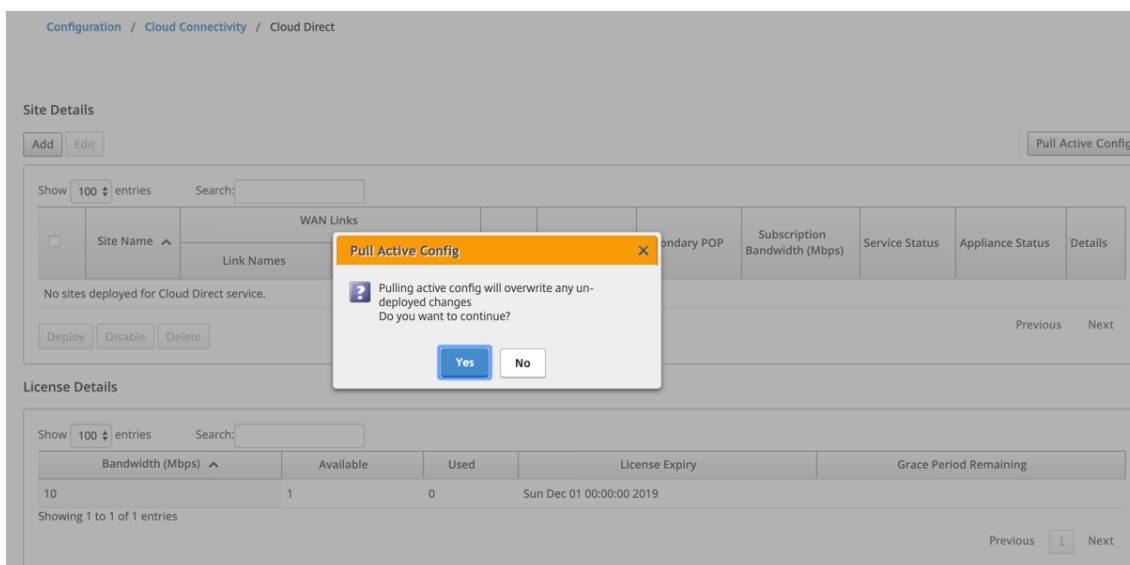 Configuration / Cloud Connectivity / Cloud Direct
Site Details
Add Edit Pull Active Config
Show 100 entries Search:
Site Name WAN Links Link Names POP Subscription Bandwidth (Mbps) Service Status Appliance Status Details
No sites deployed for Cloud Direct service.
Previous Next
Deploy Disable Delete
Pull Active Config
Pulling active config will overwrite any un-
deployed changes
Do you want to continue?
Yes No
License Details
Show 100 entries Search:
Bandwidth (Mbps) Available Used License Expiry Grace Period Remaining
10 1 0 Sun Dec 01 00:00:00 2019
Showing 1 to 1 of 1 entries
Previous 1 Next